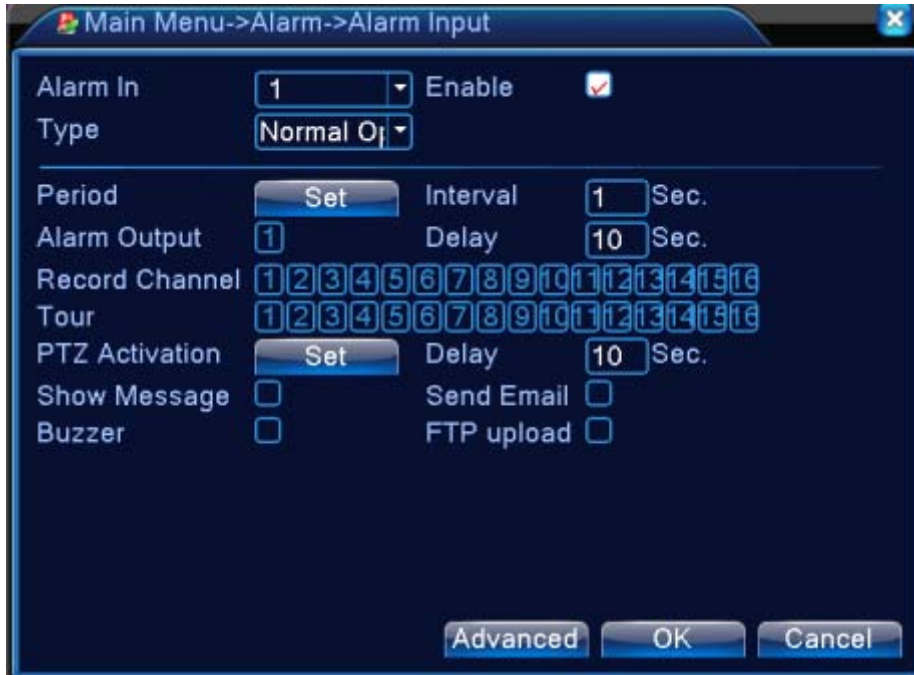 Main Menu->Alarm->Alarm Input
Alarm In 1 Enable
Type Normal Op
Period Set Interval 1 Sec.
Alarm Output 1 Delay 10 Sec.
Record Channel 1 2 3 4 5 6 7 8 9 10 11 12 13 14 15 16
Tour 1 2 3 4 5 6 7 8 9 10 11 12 13 14 15 16
PTZ Activation Set Delay 10 Sec.
Show Message Send Email
Buzzer FTP upload
Advanced OK Cancel